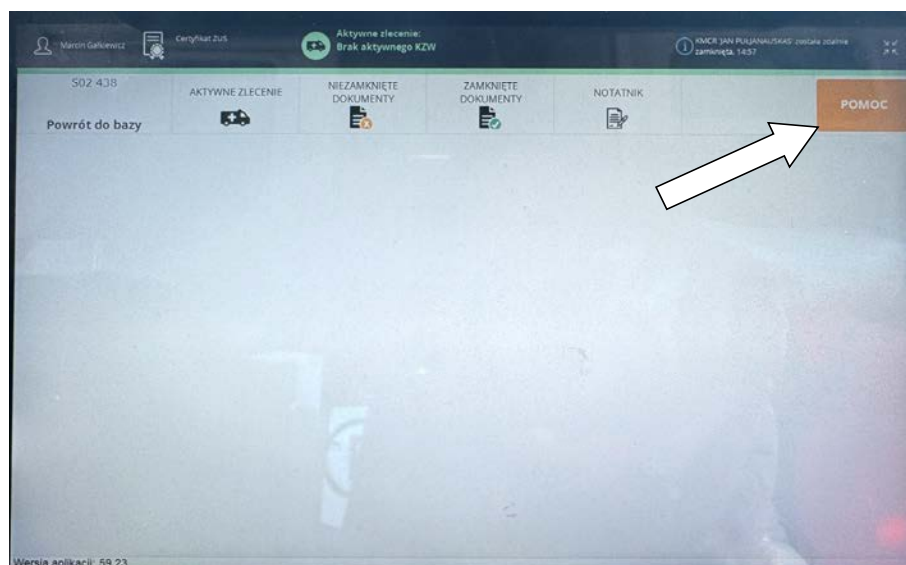 Marcin Gałkiewicz
Certyfikat ZUS
Aktywne zlecenie:
Brak aktywnego KZW
zamknięta, 14:57
S02 438
Powrót do bazy
AKTYWNE ZLECENIE
NIEZAMKNIĘTE
DOKUMENTY
ZAMKNIĘTE
DOKUMENTY
NOTATNIK
POMOC
Wersja aplikacji: 59.23